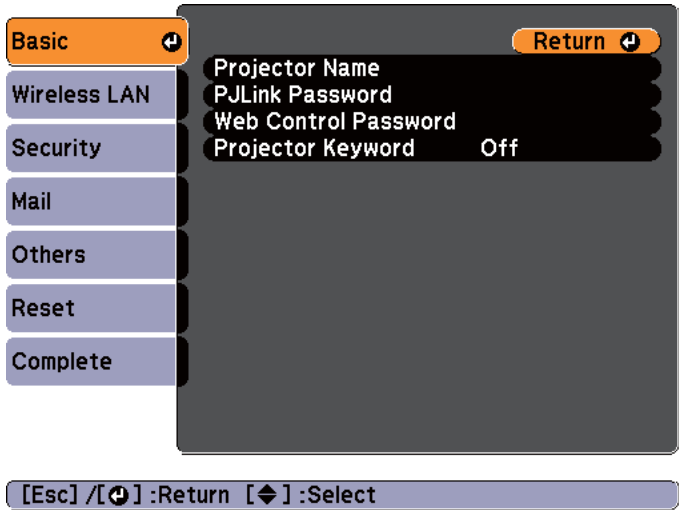 Basic
Return
Projector Name
PJLink Password
Web Control Password
Projector Keyword Off
Wireless LAN
Security
Mail
Others
Reset
Complete
[Esc] /[ ] :Return [ ] :Select